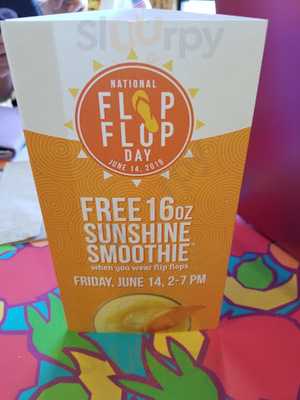 Slurrpy
NATIONAL
FLIP
FLOP
DAY
JUNE 14, 2019
FREE 16oz
SUNSHINE
SMOOTHIE*
when you wear flip flops
FRIDAY, JUNE 14, 2-7 PM